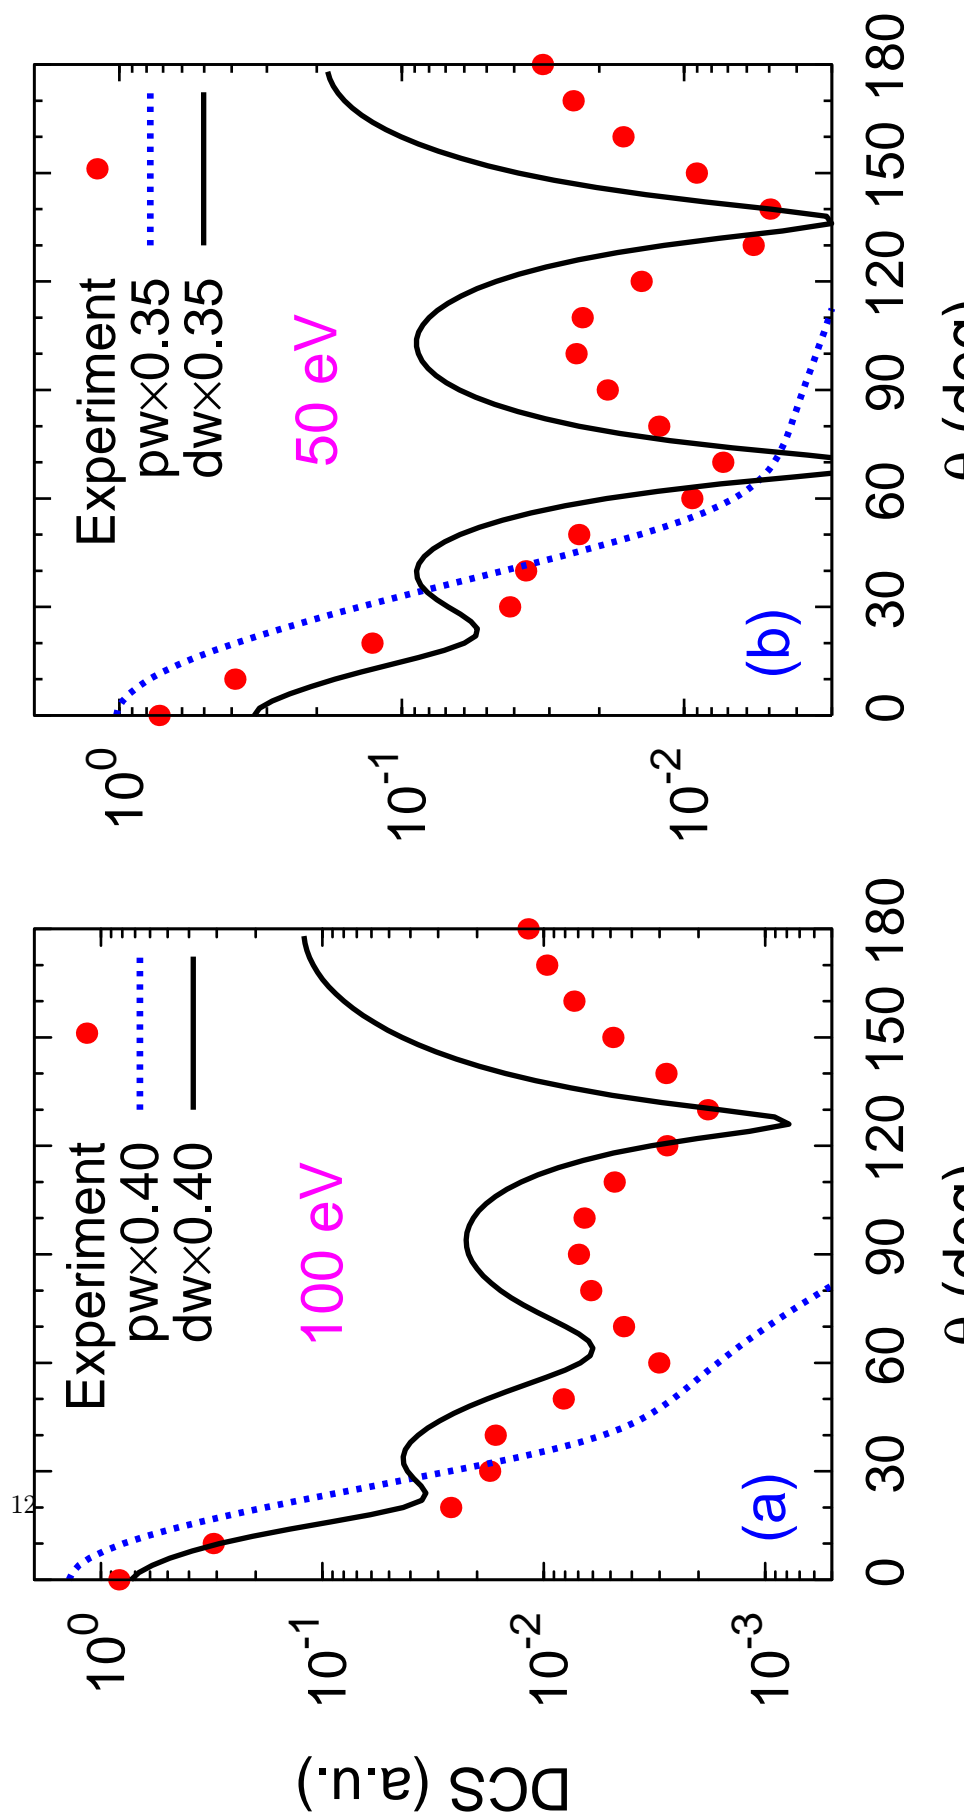 12
DCS (a.u.)
10^0
10^-1
10^-2
10^-3
Experiment
pw×0.40
dw×0.40
100 eV
(a)
0 30 60 90 120 150 180
θ (deg)
10^0
10^-1
10^-2
Experiment
pw×0.35
dw×0.35
50 eV
(b)
0 30 60 90 120 150 180
θ (deg)